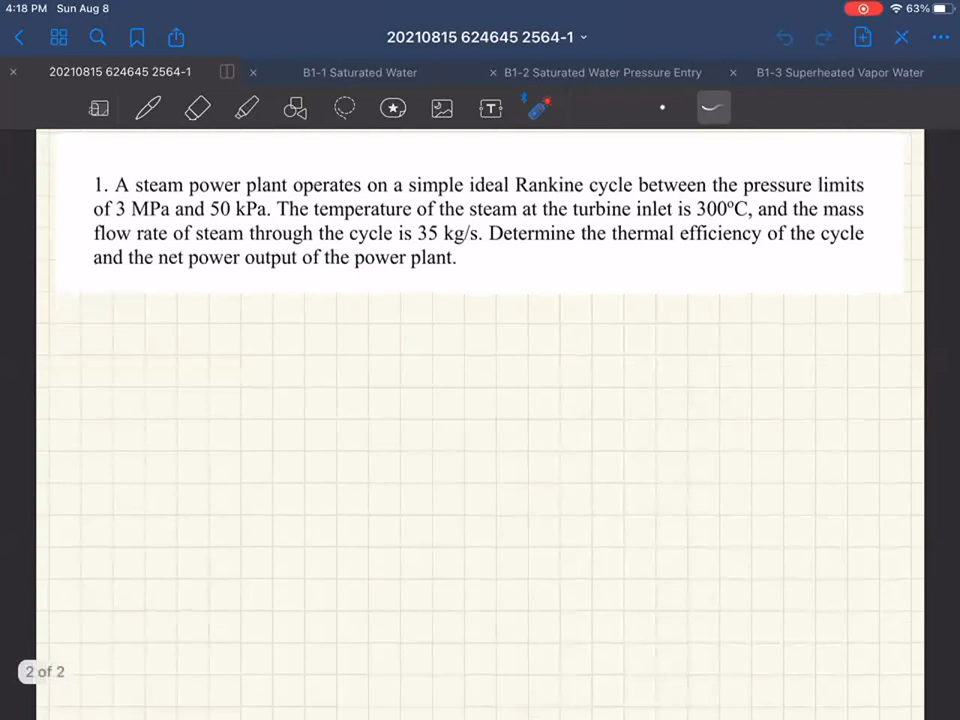 4:18 PM Sun Aug 8
63%
20210815 624645 2564-1
20210815 624645 2564-1
B1-1 Saturated Water
B1-2 Saturated Water Pressure Entry
B1-3 Superheated Vapor Water
T
1. A steam power plant operates on a simple ideal Rankine cycle between the pressure limits
of 3 MPa and 50 kPa. The temperature of the steam at the turbine inlet is 300ºC, and the mass
flow rate of steam through the cycle is 35 kg/s. Determine the thermal efficiency of the cycle
and the net power output of the power plant.
2 of 2